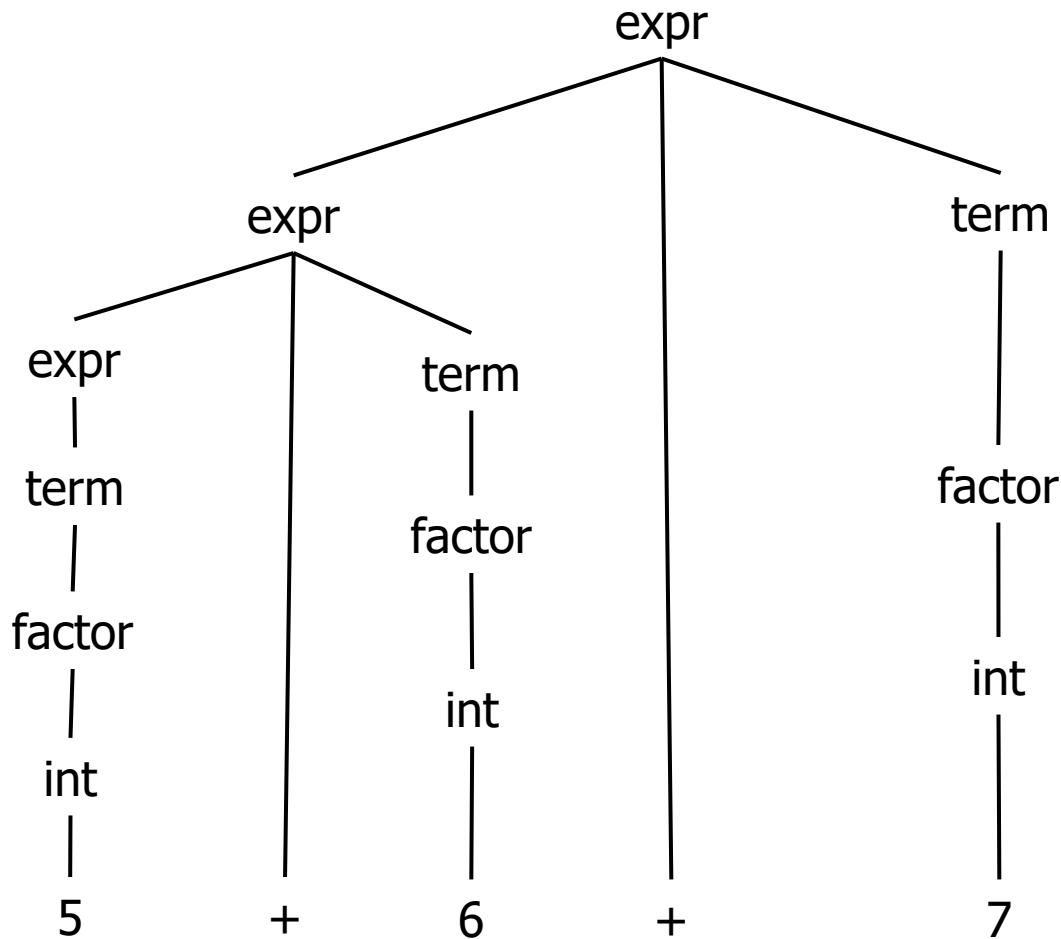 expr
expr term
expr term
term factor
factor
factor
int
int
int
5 + 6 + 7